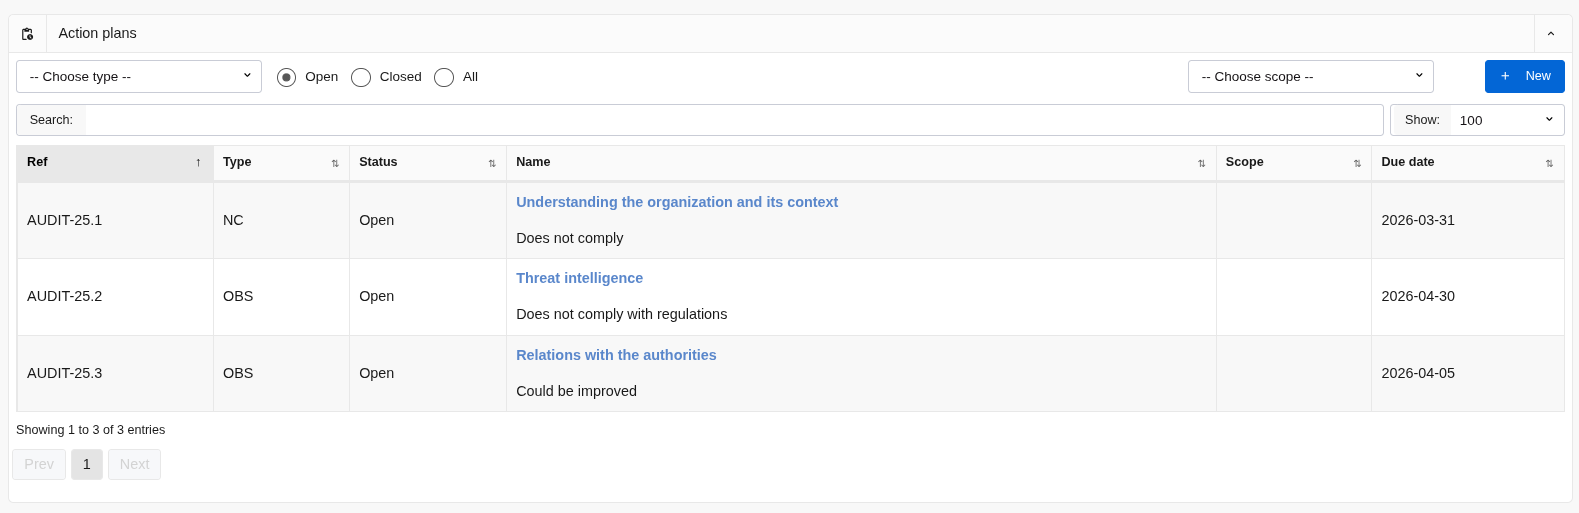 Action plans
-- Choose type -- Open Closed All -- Choose scope -- + New
Search: Show: 100
Ref ↑ Type ⇅ Status ⇅ Name ⇅ Scope ⇅ Due date ⇅
AUDIT-25.1 NC Open Understanding the organization and its context 2026-03-31
Does not comply
AUDIT-25.2 OBS Open Threat intelligence 2026-04-30
Does not comply with regulations
AUDIT-25.3 OBS Open Relations with the authorities 2026-04-05
Could be improved
Showing 1 to 3 of 3 entries
Prev 1 Next